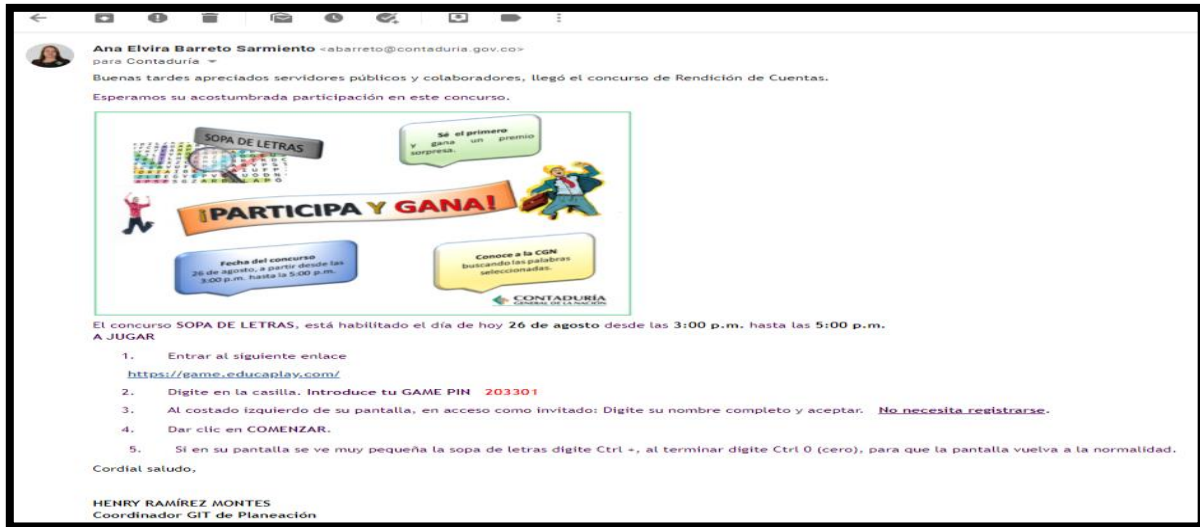 Ana Elvira Barreto Sarmiento <abarreto@contaduria.gov.co>
para Contaduría
Buenas tardes apreciados servidores públicos y colaboradores, llegó el concurso de Rendición de Cuentas.
Esperamos su acostumbrada participación en este concurso.
SOPA DE LETRAS
Sé el primero
y gana un premio
sorpresa.
¡PARTICIPA Y GANA!
Fecha del concurso
26 de agosto, a partir desde las
3:00 p.m. hasta la 5:00 p.m.
Conoce a la CGN
buscando las palabras
seleccionadas.
CONTADURÍA
GENERAL DE LA NACIÓN
El concurso SOPA DE LETRAS, está habilitado el día de hoy 26 de agosto desde las 3:00 p.m. hasta las 5:00 p.m.
A JUGAR
1. Entrar al siguiente enlace
https://game.educaplay.com/
2. Digite en la casilla. Introduce tu GAME PIN 203301
3. Al costado izquierdo de su pantalla, en acceso como invitado: Digite su nombre completo y aceptar. No necesita registrarse.
4. Dar clic en COMENZAR.
5. Si en su pantalla se ve muy pequeña la sopa de letras digite Ctrl +, al terminar digite Ctrl 0 (cero), para que la pantalla vuelva a la normalidad.
Cordial saludo,
HENRY RAMÍREZ MONTES
Coordinador GIT de Planeación